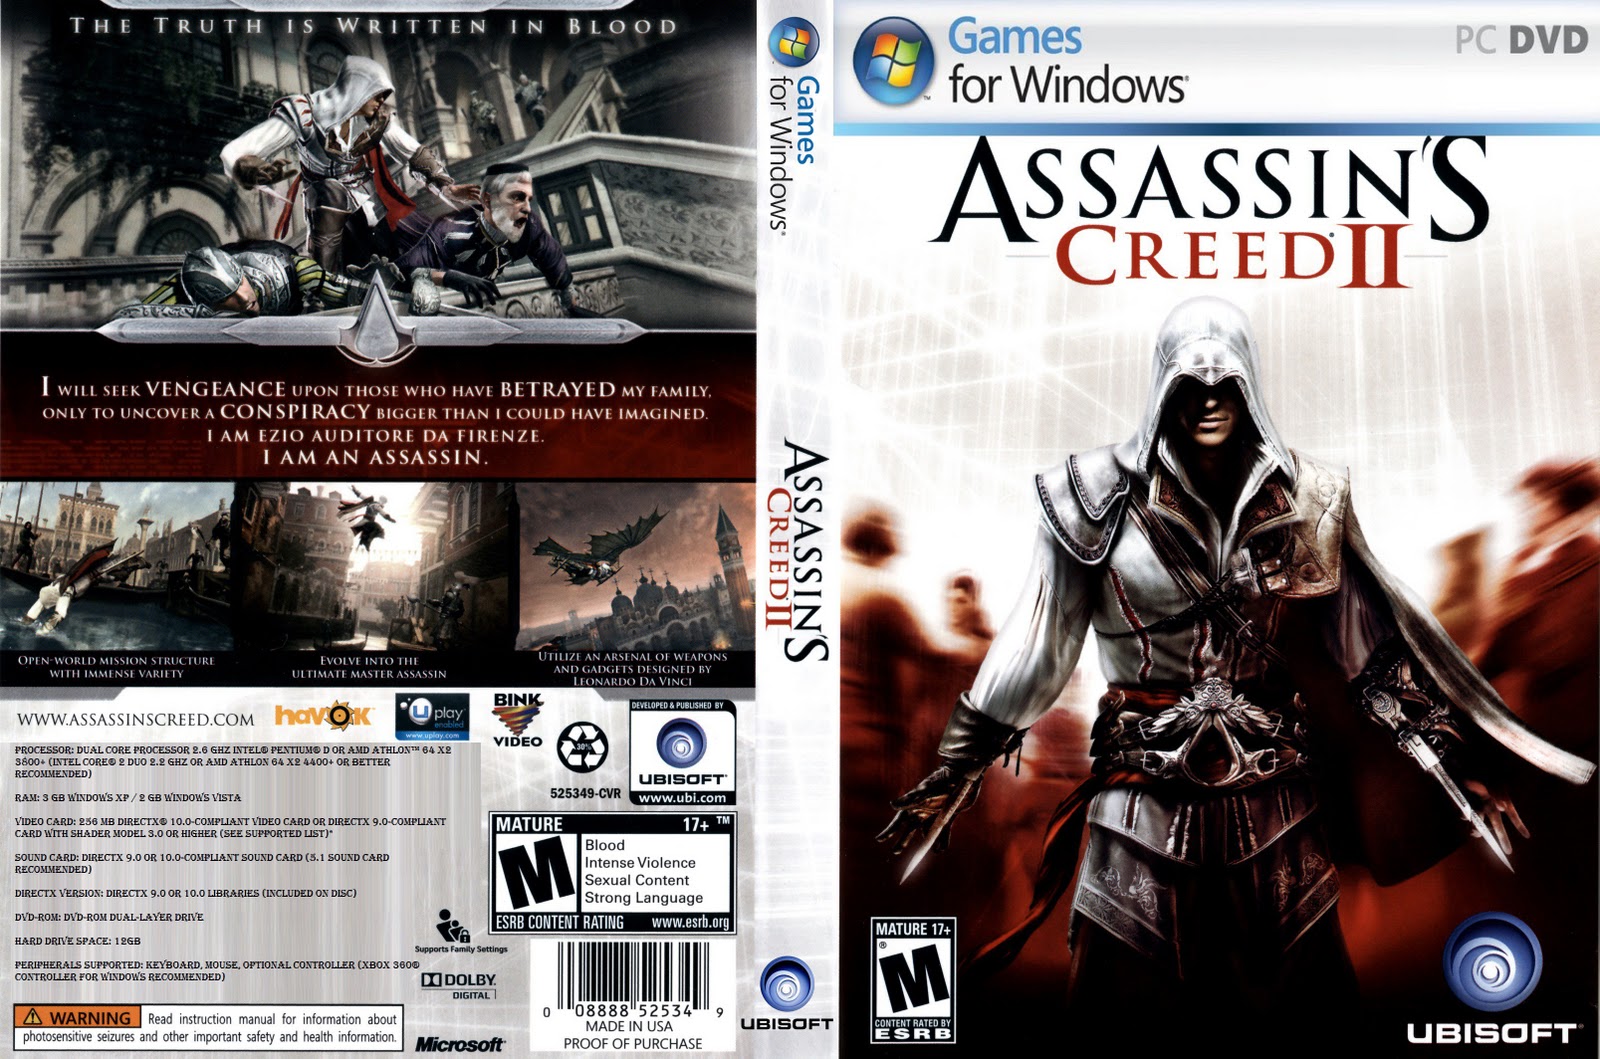 THE TRUTH IS WRITTEN IN BLOOD
I WILL SEEK VENGEANCE UPON THOSE WHO HAVE BETRAYED MY FAMILY,
ONLY TO UNCOVER A CONSPIRACY BIGGER THAN I COULD HAVE IMAGINED.
I AM EZIO AUDITORE DA FIRENZE.
I AM AN ASSASSIN.
OPEN-WORLD MISSION STRUCTURE
WITH IMMENSE VARIETY
EVOLVE INTO THE
ULTIMATE MASTER ASSASSIN
UTILIZE AN ARSENAL OF WEAPONS
AND GADGETS DESIGNED BY
LEONARDO DA VINCI
WWW.ASSASSINSCREED.COM
havok
U play
enabled
www.uplay.com
BINK
VIDEO
30%
525349-CVR
DEVELOPED & PUBLISHED BY
UBISOFT®
www.ubi.com
PROCESSOR: DUAL CORE PROCESSOR 2.6 GHZ INTEL® PENTIUM® D OR AMD ATHLON™ 64 X2
3800+ (INTEL CORE® 2 DUO 2.2 GHZ OR AMD ATHLON 64 X2 4400+ OR BETTER
RECOMMENDED)
RAM: 3 GB WINDOWS XP / 2 GB WINDOWS VISTA
VIDEO CARD: 256 MB DIRECTX® 10.0-COMPLIANT VIDEO CARD OR DIRECTX 9.0-COMPLIANT
CARD WITH SHADER MODEL 3.0 OR HIGHER (SEE SUPPORTED LIST)*
SOUND CARD: DIRECTX 9.0 OR 10.0-COMPLIANT SOUND CARD (5.1 SOUND CARD
RECOMMENDED)
DIRECTX VERSION: DIRECTX 9.0 OR 10.0 LIBRARIES (INCLUDED ON DISC)
DVD-ROM: DVD-ROM DUAL-LAYER DRIVE
HARD DRIVE SPACE: 12GB
PERIPHERALS SUPPORTED: KEYBOARD, MOUSE, OPTIONAL CONTROLLER (XBOX 360®
CONTROLLER FOR WINDOWS RECOMMENDED)
MATURE 17+ ™
M
Blood
Intense Violence
Sexual Content
Strong Language
ESRB CONTENT RATING www.esrb.org
Supports Family Settings
DOLBY
DIGITAL
Microsoft®
0 08888 52534 9
MADE IN USA
PROOF OF PURCHASE
WARNING Read instruction manual for information about
photosensitive seizures and other important safety and health information.
Games
for Windows®
ASSASSIN'S
CREED II
UBISOFT
Games
for Windows®
PC DVD
ASSASSIN'S
CREED® II
MATURE 17+
®
M
CONTENT RATED BY
ESRB
UBISOFT®